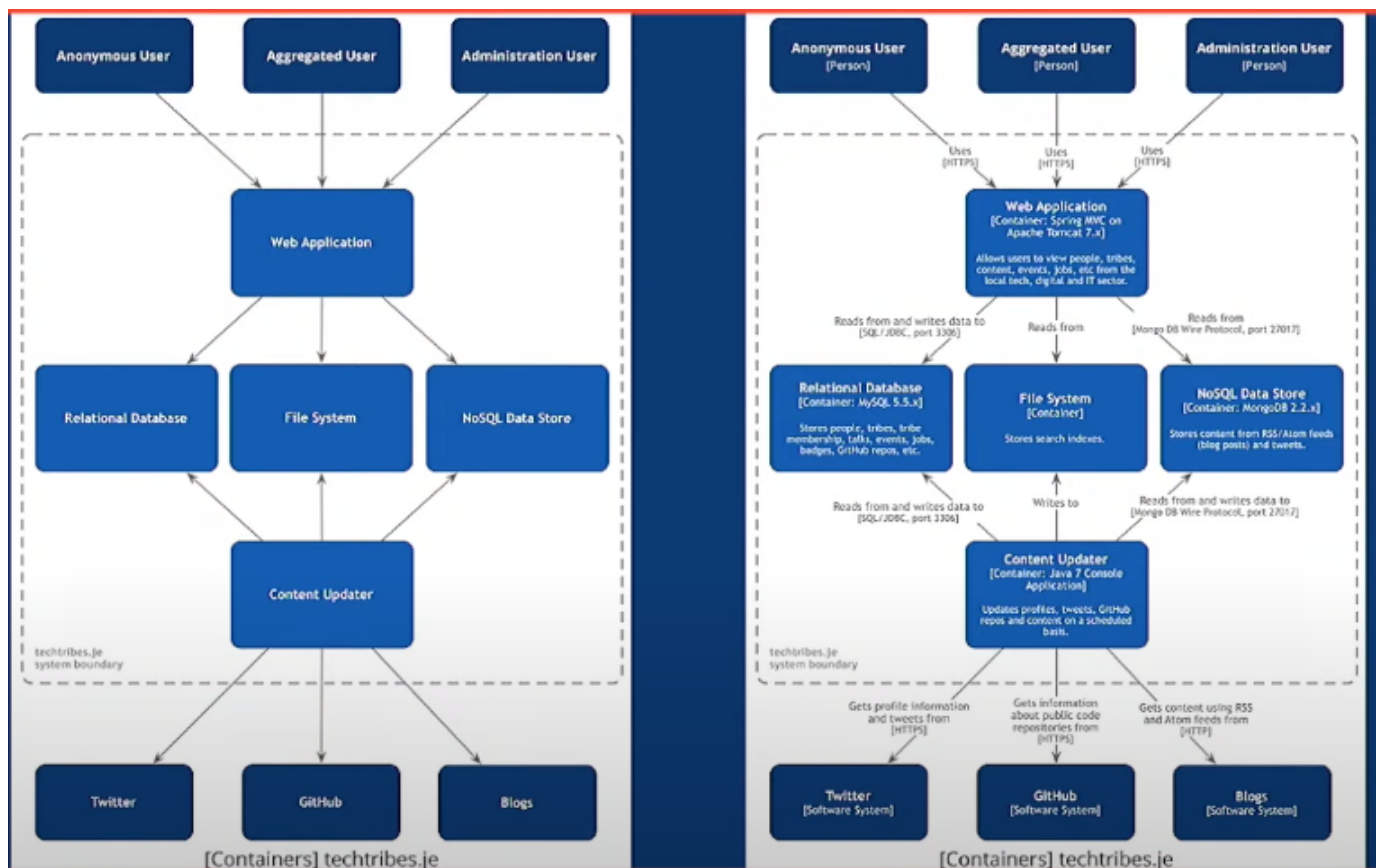 Anonymous User
Aggregated User
Administration User
Web Application
Relational Database
File System
NoSQL Data Store
Content Updater
techtribes.je
system boundary
Twitter
GitHub
Blogs
[Containers] techtribes.je
Anonymous User
[Person]
Aggregated User
[Person]
Administration User
[Person]
Uses
[HTTPS]
Uses
[HTTPS]
Uses
[HTTPS]
Web Application
[Container: Spring MVC on
Apache Tomcat 7.x]
Allows users to view people, tribes,
content, events, jobs, etc from the
local tech, digital and IT sector.
Reads from and writes data to
[SQL/JDBC, port 3306]
Reads from
Reads from
[Mongo DB Wire Protocol, port 27017]
Relational Database
[Container: MySQL 5.5.x]
Stores people, tribes, tribe
membership, talks, events, jobs,
badges, GitHub repos, etc.
File System
[Container]
Stores search indexes.
NoSQL Data Store
[Container: MongoDB 2.2.x]
Stores content from RSS/Atom feeds
(blog posts) and tweets.
Reads from and writes data to
[SQL/JDBC, port 3306]
Writes to
Reads from and writes data to
[Mongo DB Wire Protocol, port 27017]
Content Updater
[Container: Java 7 Console
Application]
Updates profiles, tweets, GitHub
repos and content on a scheduled
basis.
techtribes.je
system boundary
Gets profile information
and tweets from
[HTTPS]
Gets information
about public code
repositories from
[HTTPS]
Gets content using RSS
and Atom feeds from
[HTTP]
Twitter
[Software System]
GitHub
[Software System]
Blogs
[Software System]
[Containers] techtribes.je